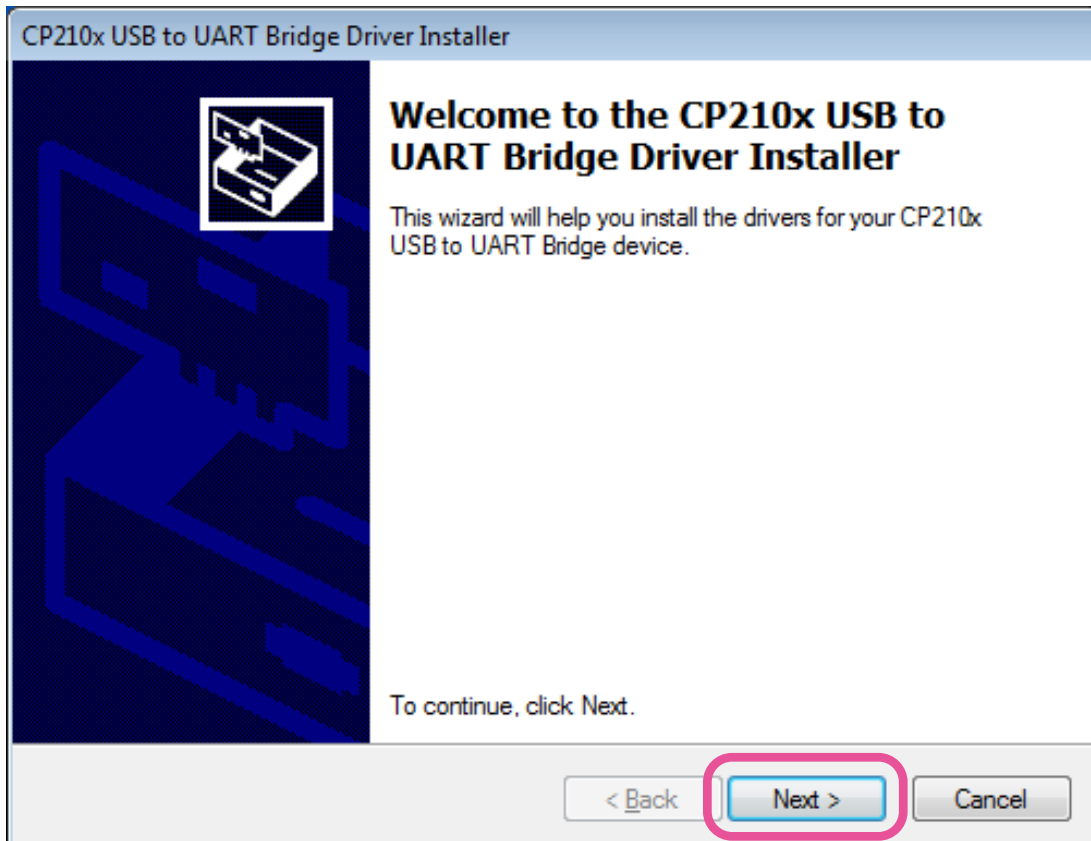 CP210x USB to UART Bridge Driver Installer
Welcome to the CP210x USB to
UART Bridge Driver Installer
This wizard will help you install the drivers for your CP210x
USB to UART Bridge device.
To continue, click Next.
< Back Next > Cancel